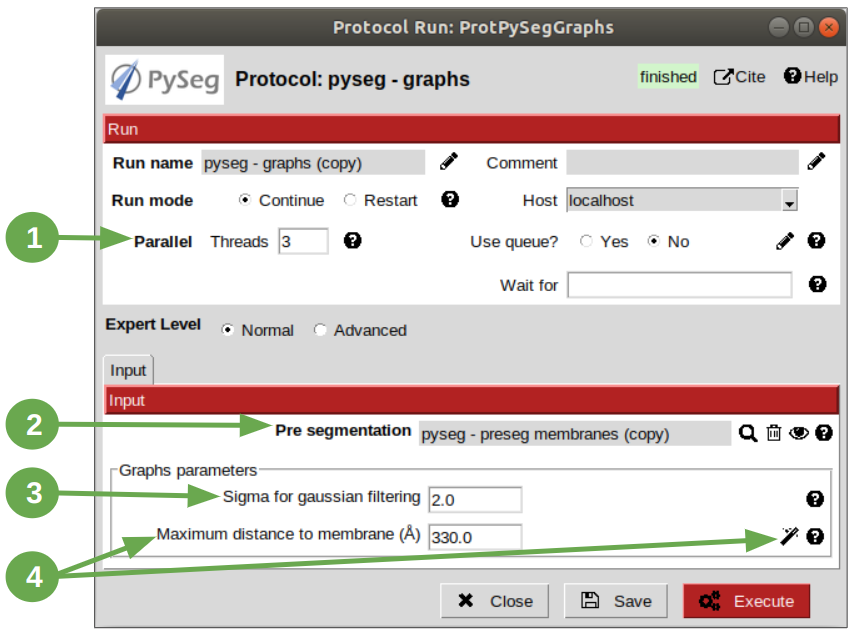 Protocol Run: ProtPySegGraphs
PySeg Protocol: pyseg - graphs finished Cite Help
Run
Run name pyseg - graphs (copy) Comment
Run mode Continue Restart Host localhost
1 Parallel Threads 3 Use queue? Yes No
Wait for
Expert Level Normal Advanced
Input
Input
2 Pre segmentation pyseg - preseg membranes (copy)
Graphs parameters
3 Sigma for gaussian filtering 2.0
Maximum distance to membrane (Å) 330.0
4
Close Save Execute